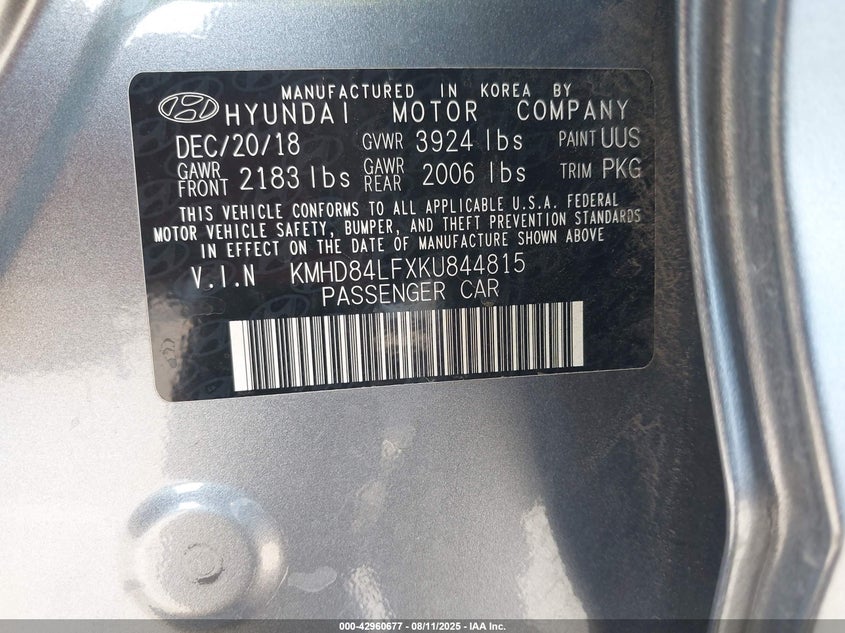 MANUFACTURED IN KOREA BY
HYUNDAI MOTOR COMPANY
DEC/20/18 GVWR 3924 lbs PAINT UUS
GAWR FRONT 2183 lbs GAWR REAR 2006 lbs TRIM PKG
THIS VEHICLE CONFORMS TO ALL APPLICABLE U.S.A. FEDERAL
MOTOR VEHICLE SAFETY, BUMPER, AND THEFT PREVENTION STANDARDS
IN EFFECT ON THE DATE OF MANUFACTURE SHOWN ABOVE
V.I.N KMHD84LFXKU844815
PASSENGER CAR
000-42960677 - 08/11/2025 - IAA Inc.